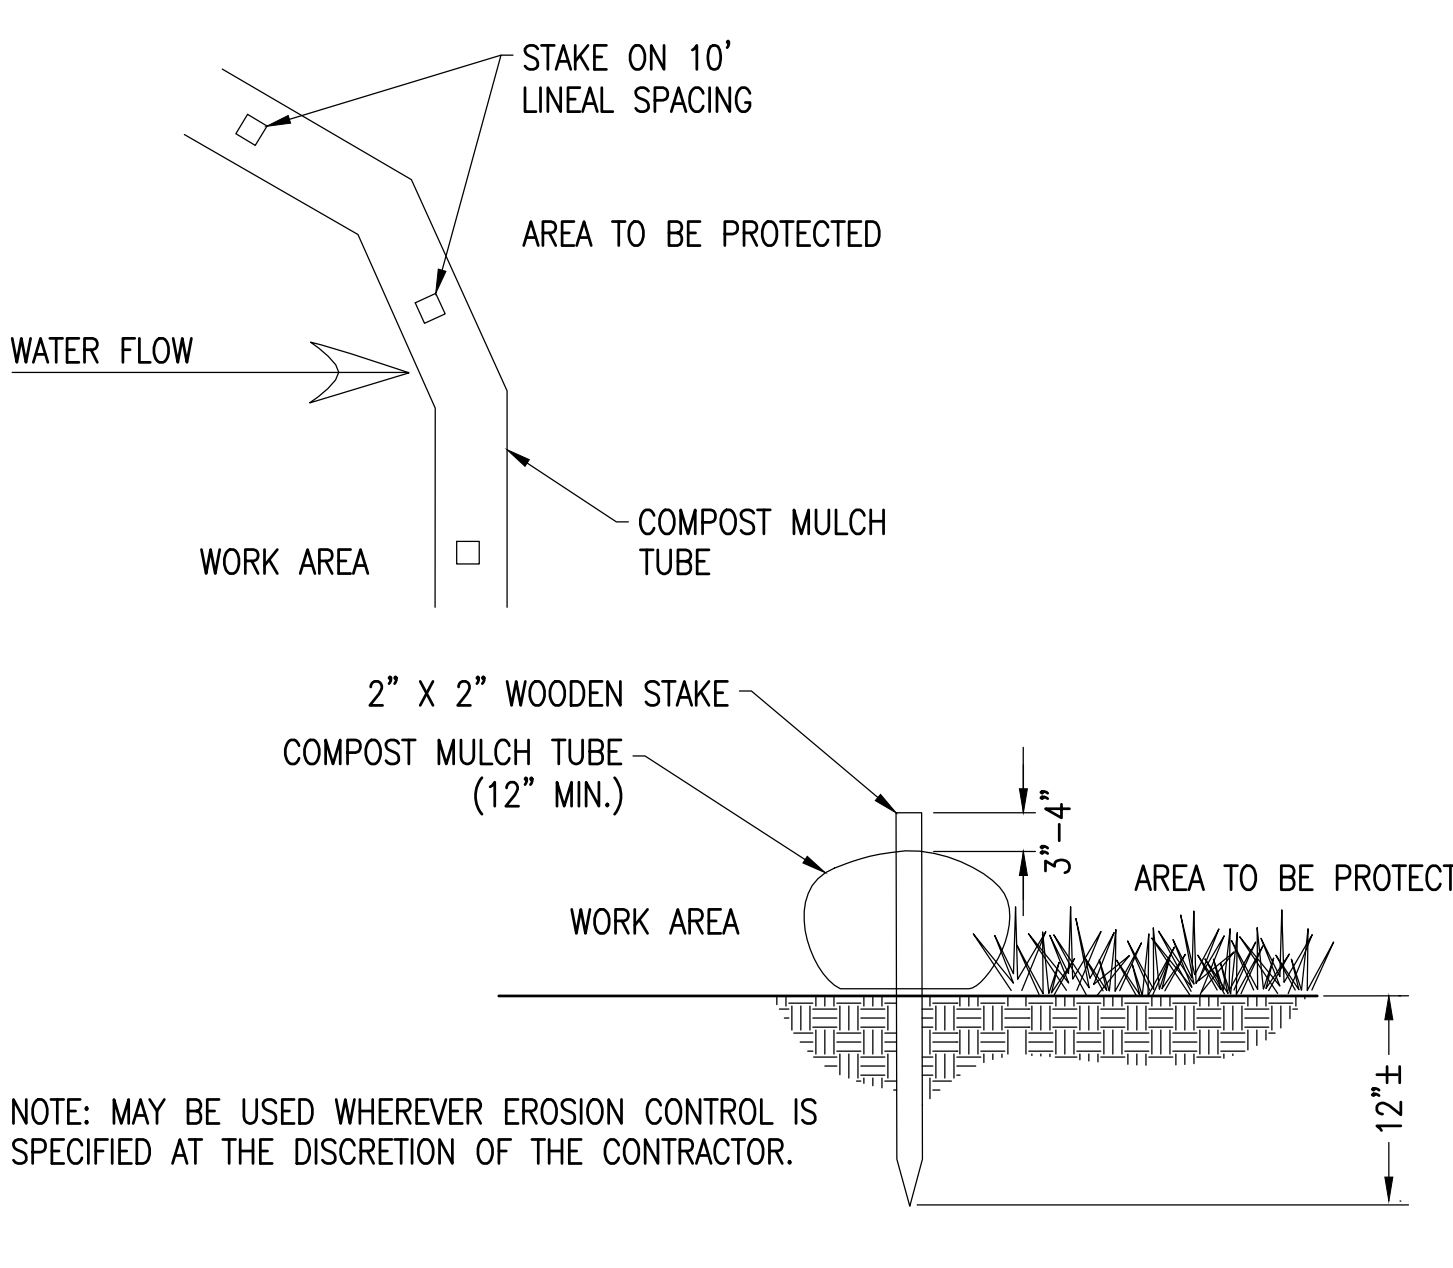 STAKE ON 10'
LINEAL SPACING
AREA TO BE PROTECTED
WATER FLOW
COMPOST MULCH
TUBE
WORK AREA
2" X 2" WOODEN STAKE
COMPOST MULCH TUBE
(12" MIN.)
3"-4"
AREA TO BE PROTECT
WORK AREA
12"±
NOTE: MAY BE USED WHEREVER EROSION CONTROL IS
SPECIFIED AT THE DISCRETION OF THE CONTRACTOR.